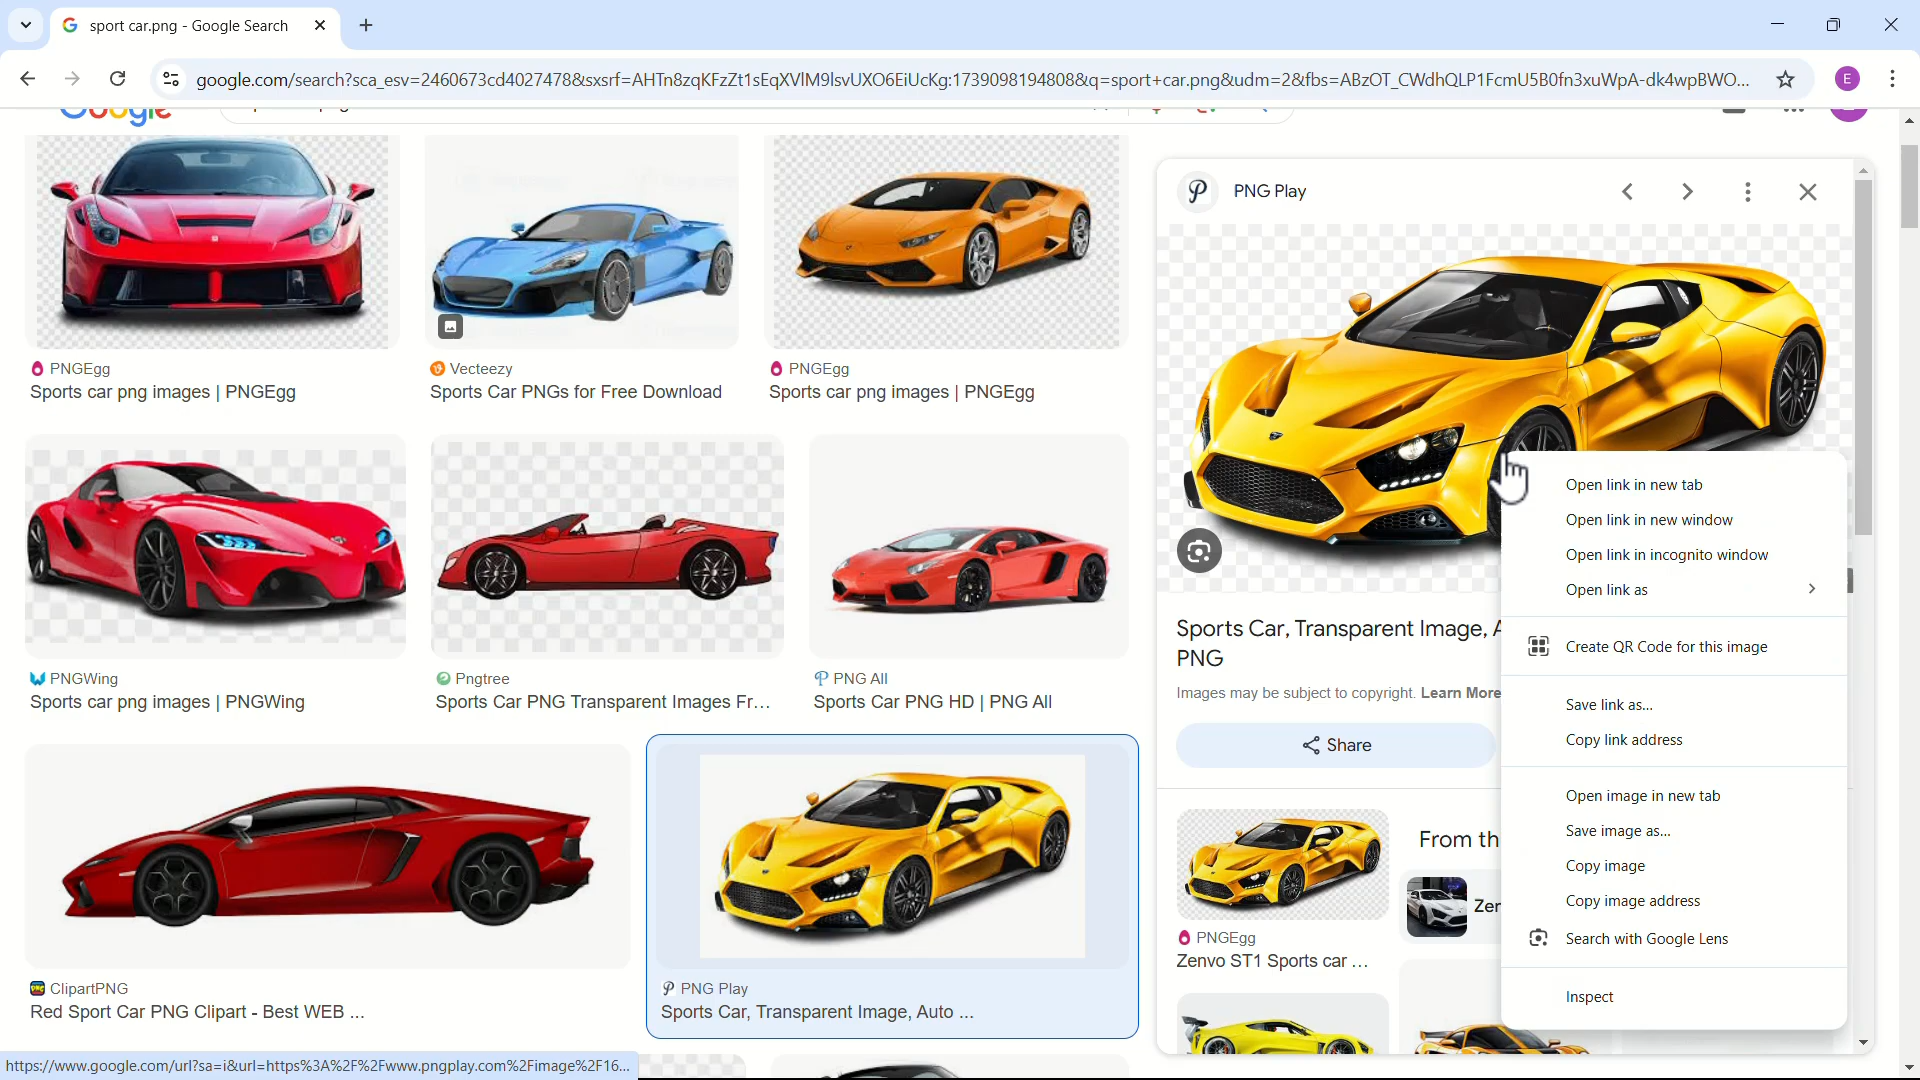 sport car.png - Google Search
google.com/search?sca_esv=2460673cd4027478&sxsrf=AHTn8zqKFzZt1sEqXVlM9lsvUXO6EiUcKg:1739098194808&q=sport+car.png&udm=2&fbs=ABzOT_CWdhQLP1FcmU5B0fn3xuWpA-dk4wpBWO...
E
Google
PNG Play
PNGEgg
Sports car png images | PNGEgg
Vecteezy
Sports Car PNGs for Free Download
PNGEgg
Sports car png images | PNGEgg
PNGWing
Sports car png images | PNGWing
Pngtree
Sports Car PNG Transparent Images Fr...
PNG All
Sports Car PNG HD | PNG All
ClipartPNG
Red Sport Car PNG Clipart - Best WEB ...
PNG Play
Sports Car, Transparent Image, Auto ...
Sports Car, Transparent Image, A
PNG
Images may be subject to copyright. Learn More
Share
From th
Zer
PNGEgg
Zenvo ST1 Sports car ...
Open link in new tab
Open link in new window
Open link in incognito window
Open link as
Create QR Code for this image
Save link as...
Copy link address
Open image in new tab
Save image as...
Copy image
Copy image address
Search with Google Lens
Inspect
https://www.google.com/url?sa=i&url=https%3A%2F%2Fwww.pngplay.com%2Fimage%2F16...